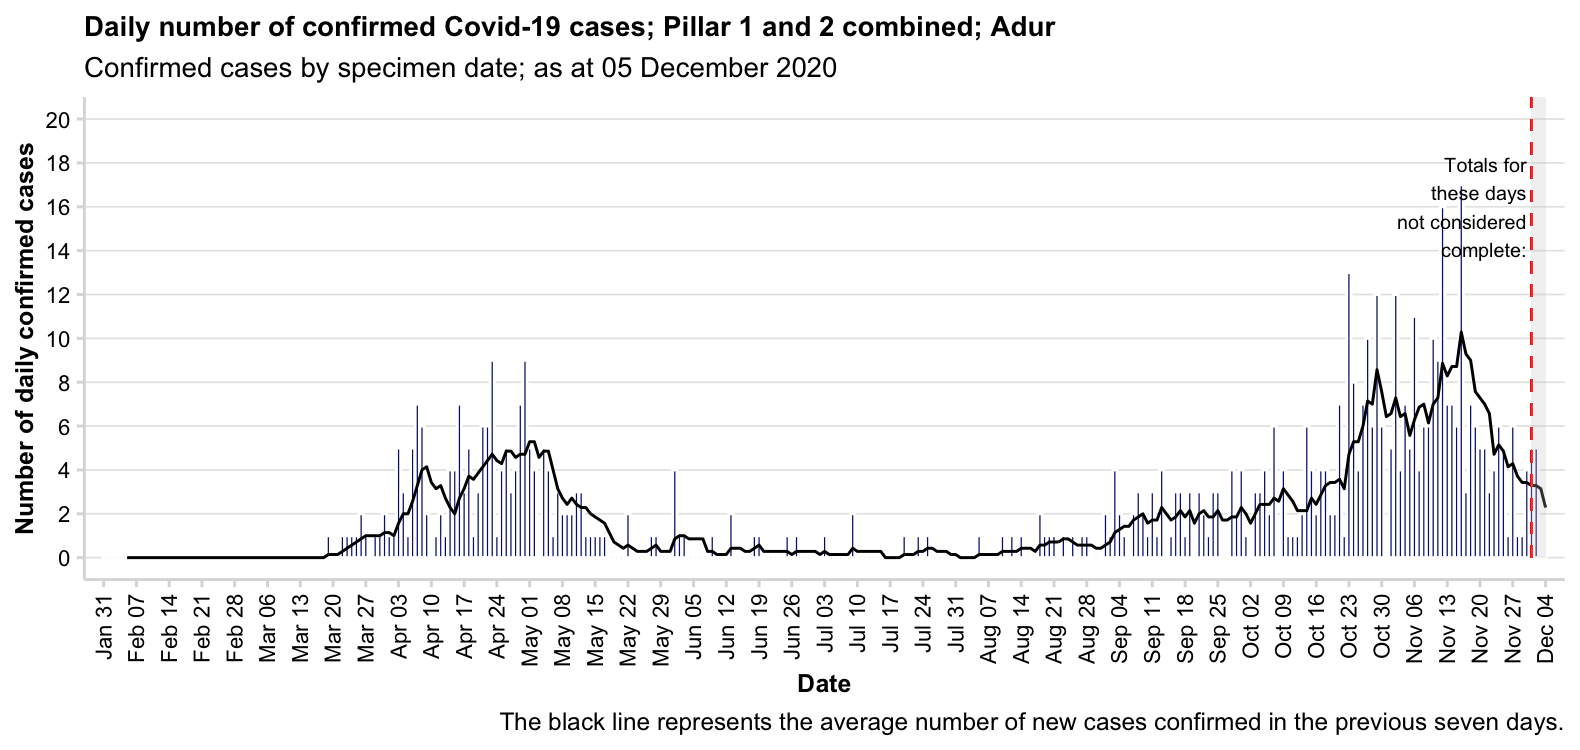 Daily number of confirmed Covid-19 cases; Pillar 1 and 2 combined; Adur
Confirmed cases by specimen date; as at 05 December 2020
Number of daily confirmed cases
20
18
16
14
12
10
8
6
4
2
0
Totals for
these days
not considered
complete:
Jan 31
Feb 07
Feb 14
Feb 21
Feb 28
Mar 06
Mar 13
Mar 20
Mar 27
Apr 03
Apr 10
Apr 17
Apr 24
May 01
May 08
May 15
May 22
May 29
Jun 05
Jun 12
Jun 19
Jun 26
Jul 03
Jul 10
Jul 17
Jul 24
Jul 31
Aug 07
Aug 14
Aug 21
Aug 28
Sep 04
Sep 11
Sep 18
Sep 25
Oct 02
Oct 09
Oct 16
Oct 23
Oct 30
Nov 06
Nov 13
Nov 20
Nov 27
Dec 04
Date
The black line represents the average number of new cases confirmed in the previous seven days.